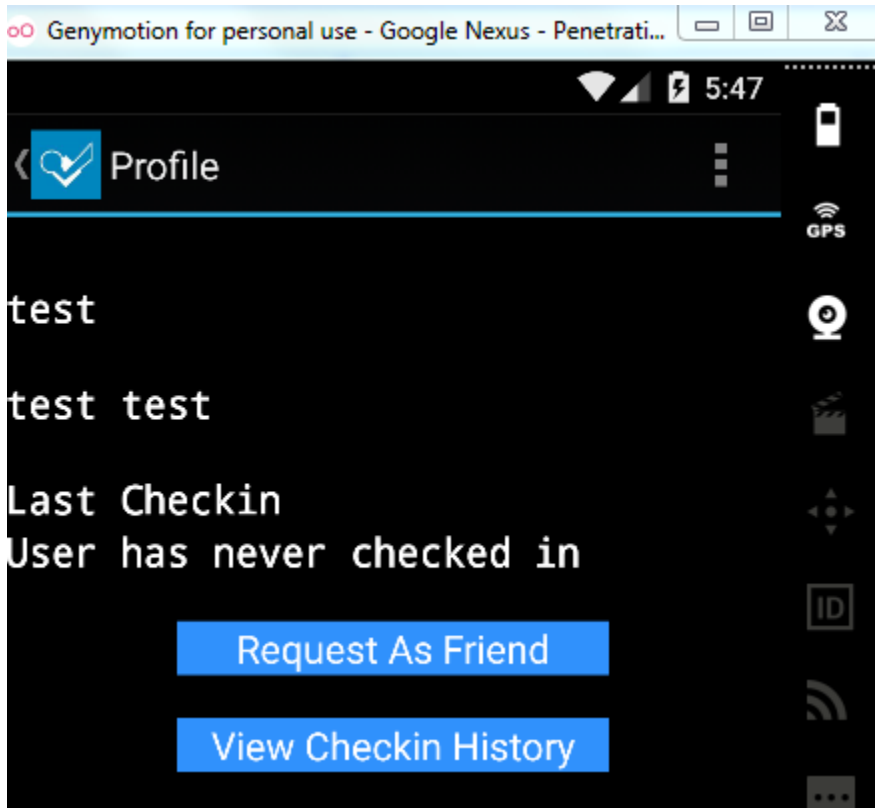 Genymotion for personal use - Google Nexus - Penetrati...
5:47
Profile
GPS
test
test test
Last Checkin
User has never checked in
ID
Request As Friend
View Checkin History